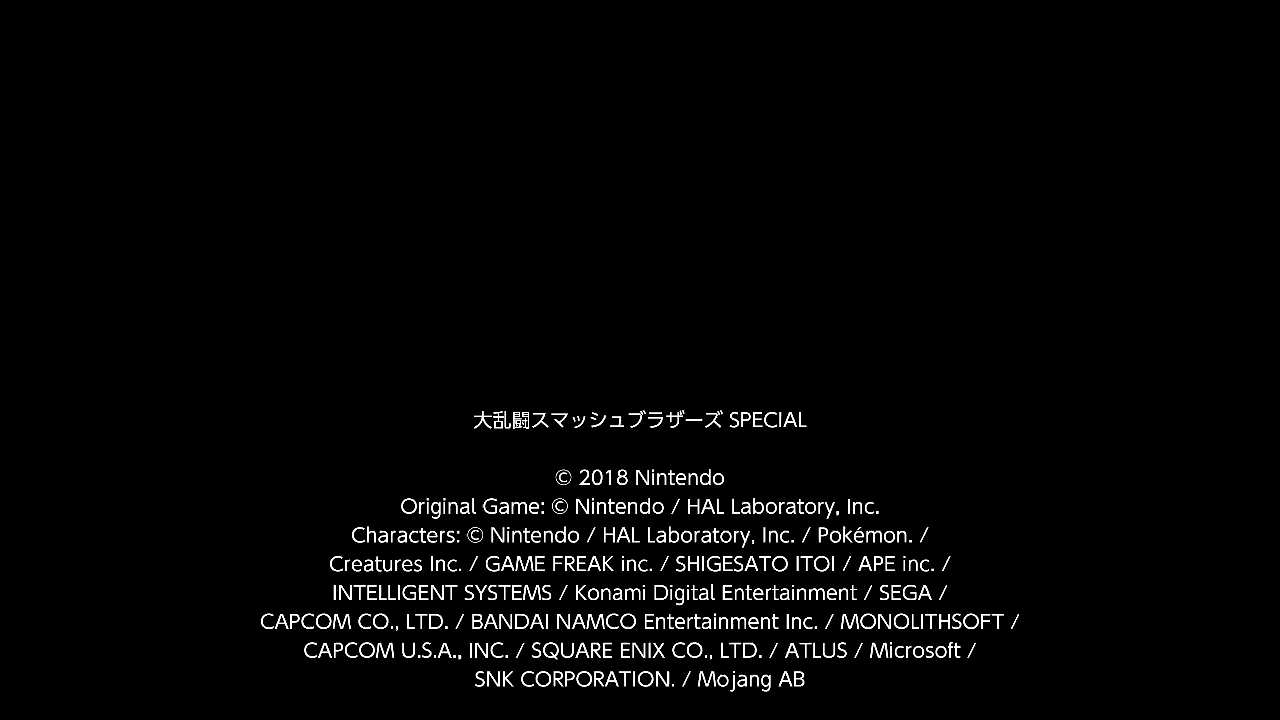 大乱闘スマッシュブラザーズ SPECIAL
© 2018 Nintendo
Original Game: © Nintendo / HAL Laboratory, Inc.
Characters: © Nintendo / HAL Laboratory, Inc. / Pokémon. /
Creatures Inc. / GAME FREAK inc. / SHIGESATO ITOI / APE inc. /
INTELLIGENT SYSTEMS / Konami Digital Entertainment / SEGA /
CAPCOM CO., LTD. / BANDAI NAMCO Entertainment Inc. / MONOLITHSOFT /
CAPCOM U.S.A., INC. / SQUARE ENIX CO., LTD. / ATLUS / Microsoft /
SNK CORPORATION. / Mojang AB